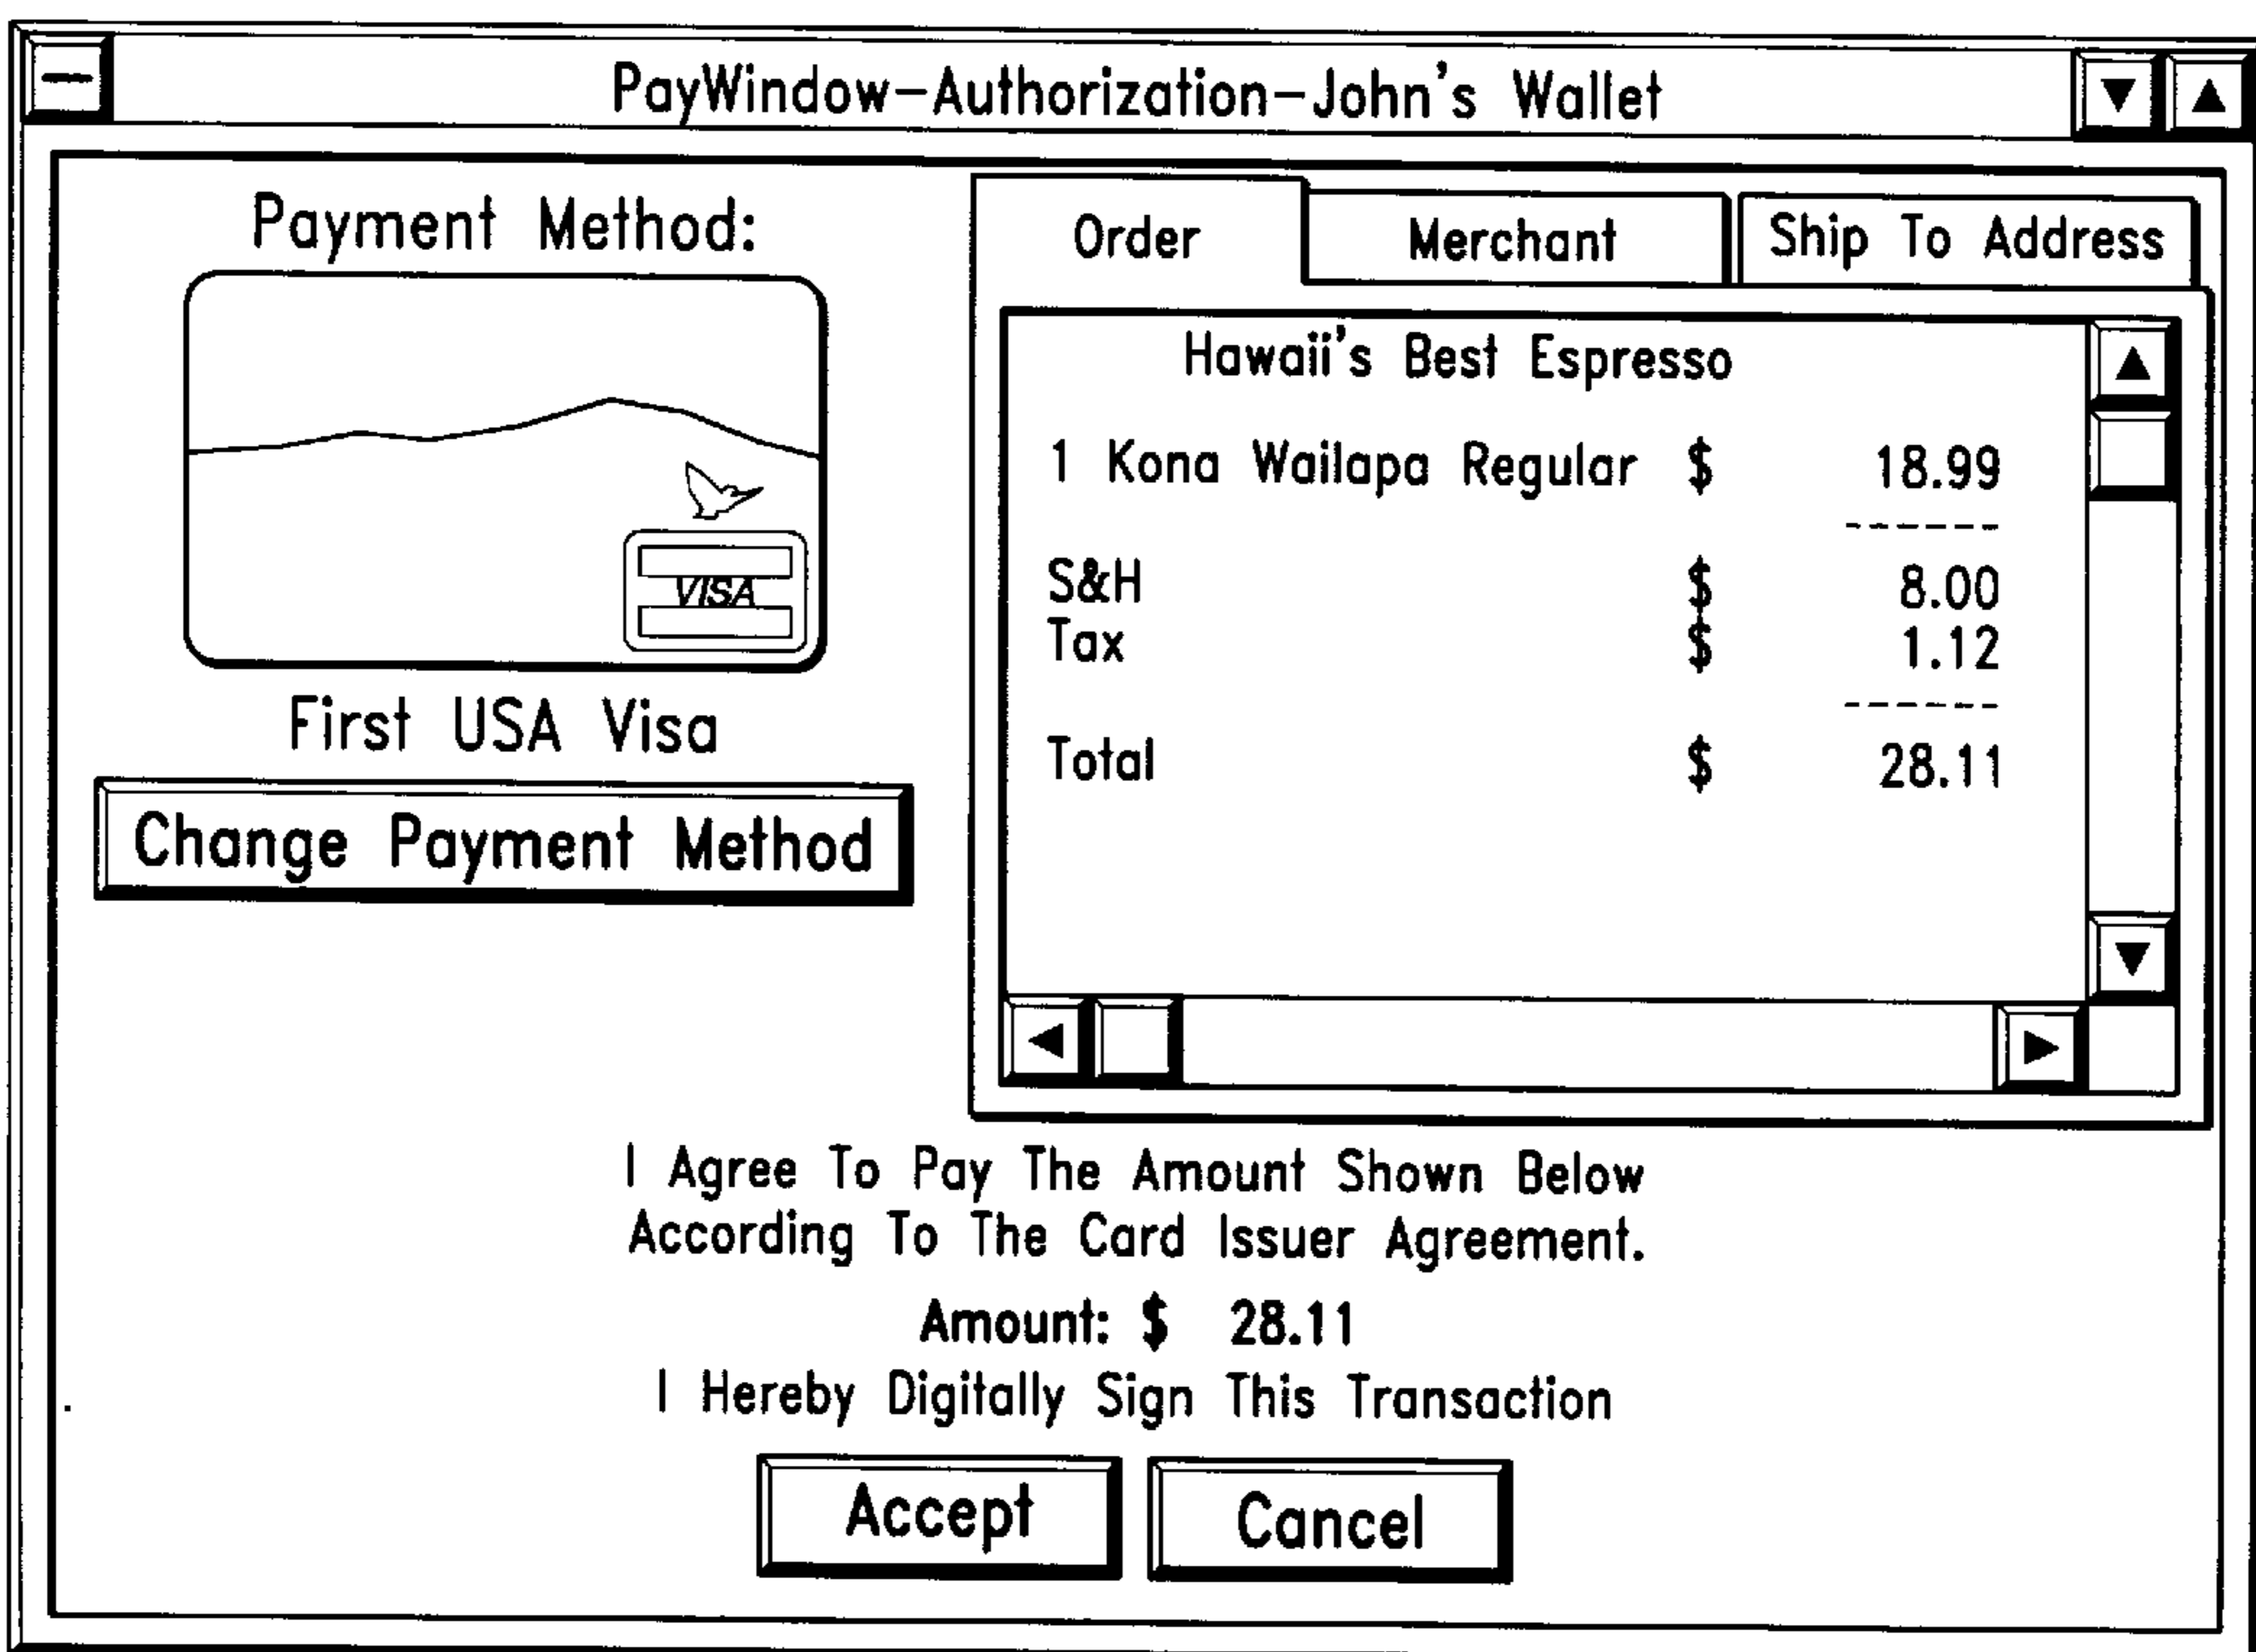 PayWindow-Authorization-John's Wallet
Payment Method:
VISA
First USA Visa
Change Payment Method
Order
Merchant
Ship To Address
Hawaii's Best Espresso
1 Kona Wailapa Regular $ 18.99
------
S&H $ 8.00
Tax $ 1.12
------
Total $ 28.11
I Agree To Pay The Amount Shown Below
According To The Card Issuer Agreement.
Amount: $ 28.11
I Hereby Digitally Sign This Transaction
Accept
Cancel